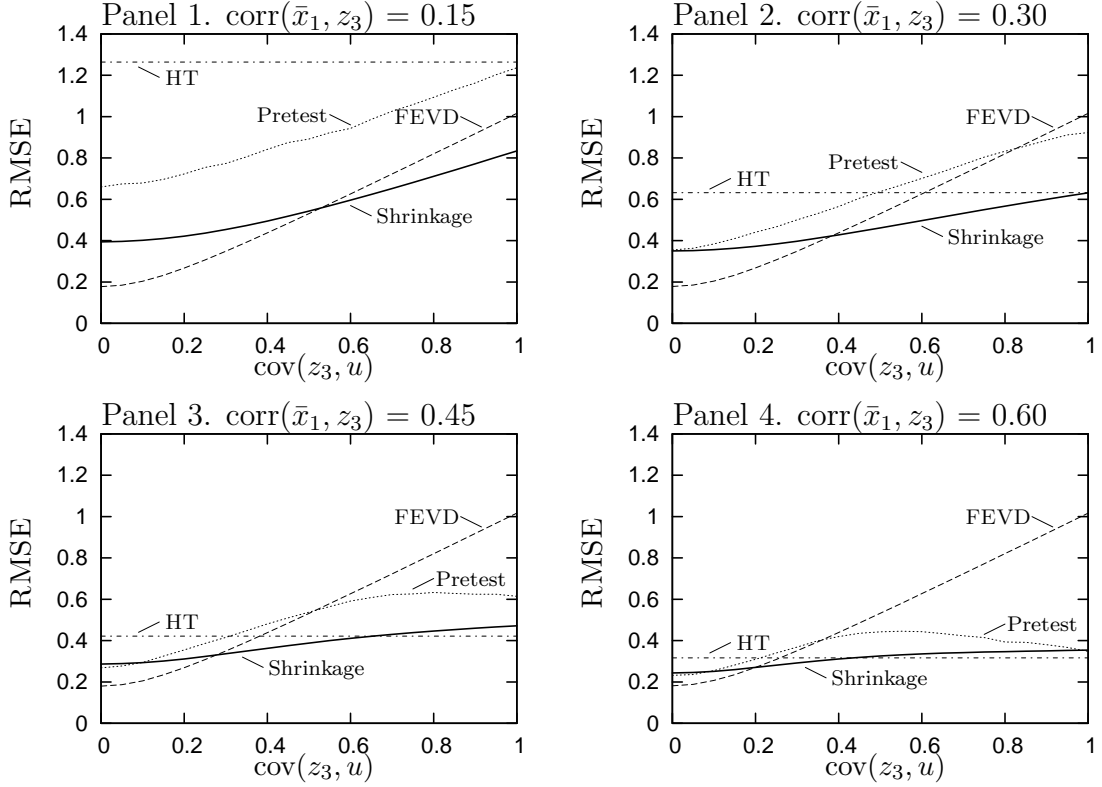 Panel 1. corr(x̄₁, z₃) = 0.15
RMSE
1.4
1.2
1
0.8
0.6
0.4
0.2
0
HT
Pretest
FEVD
Shrinkage
0 0.2 0.4 0.6 0.8 1
cov(z₃, u)
Panel 2. corr(x̄₁, z₃) = 0.30
RMSE
1.4
1.2
1
0.8
0.6
0.4
0.2
0
FEVD
Pretest
HT
Shrinkage
0 0.2 0.4 0.6 0.8 1
cov(z₃, u)
Panel 3. corr(x̄₁, z₃) = 0.45
RMSE
1.4
1.2
1
0.8
0.6
0.4
0.2
0
FEVD
Pretest
HT
Shrinkage
0 0.2 0.4 0.6 0.8 1
cov(z₃, u)
Panel 4. corr(x̄₁, z₃) = 0.60
RMSE
1.4
1.2
1
0.8
0.6
0.4
0.2
0
FEVD
Pretest
HT
Shrinkage
0 0.2 0.4 0.6 0.8 1
cov(z₃, u)